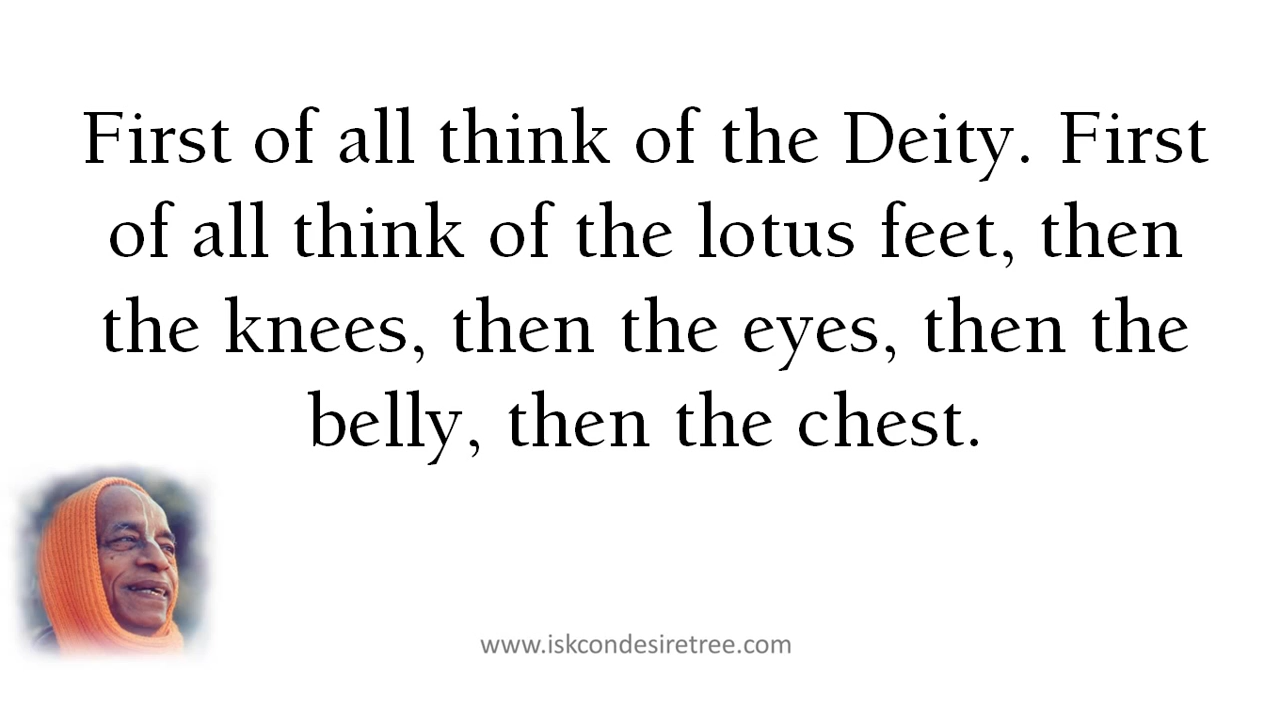 First of all think of the Deity. First
of all think of the lotus feet, then
the knees, then the eyes, then the
belly, then the chest.
www.iskcondesiretree.com